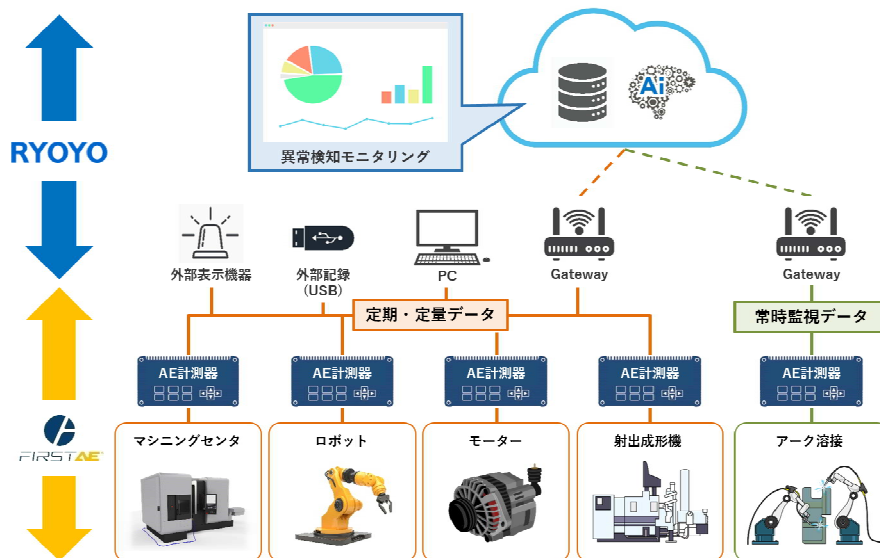 Ai
異常検知モニタリング
RYOYO
外部表示機器
外部記録
(USB)
PC
Gateway
Gateway
定期・定量データ
常時監視データ
AE計測器
AE計測器
AE計測器
AE計測器
AE計測器
FIRSTAE
マシニングセンタ
ロボット
モーター
射出成形機
アーク溶接